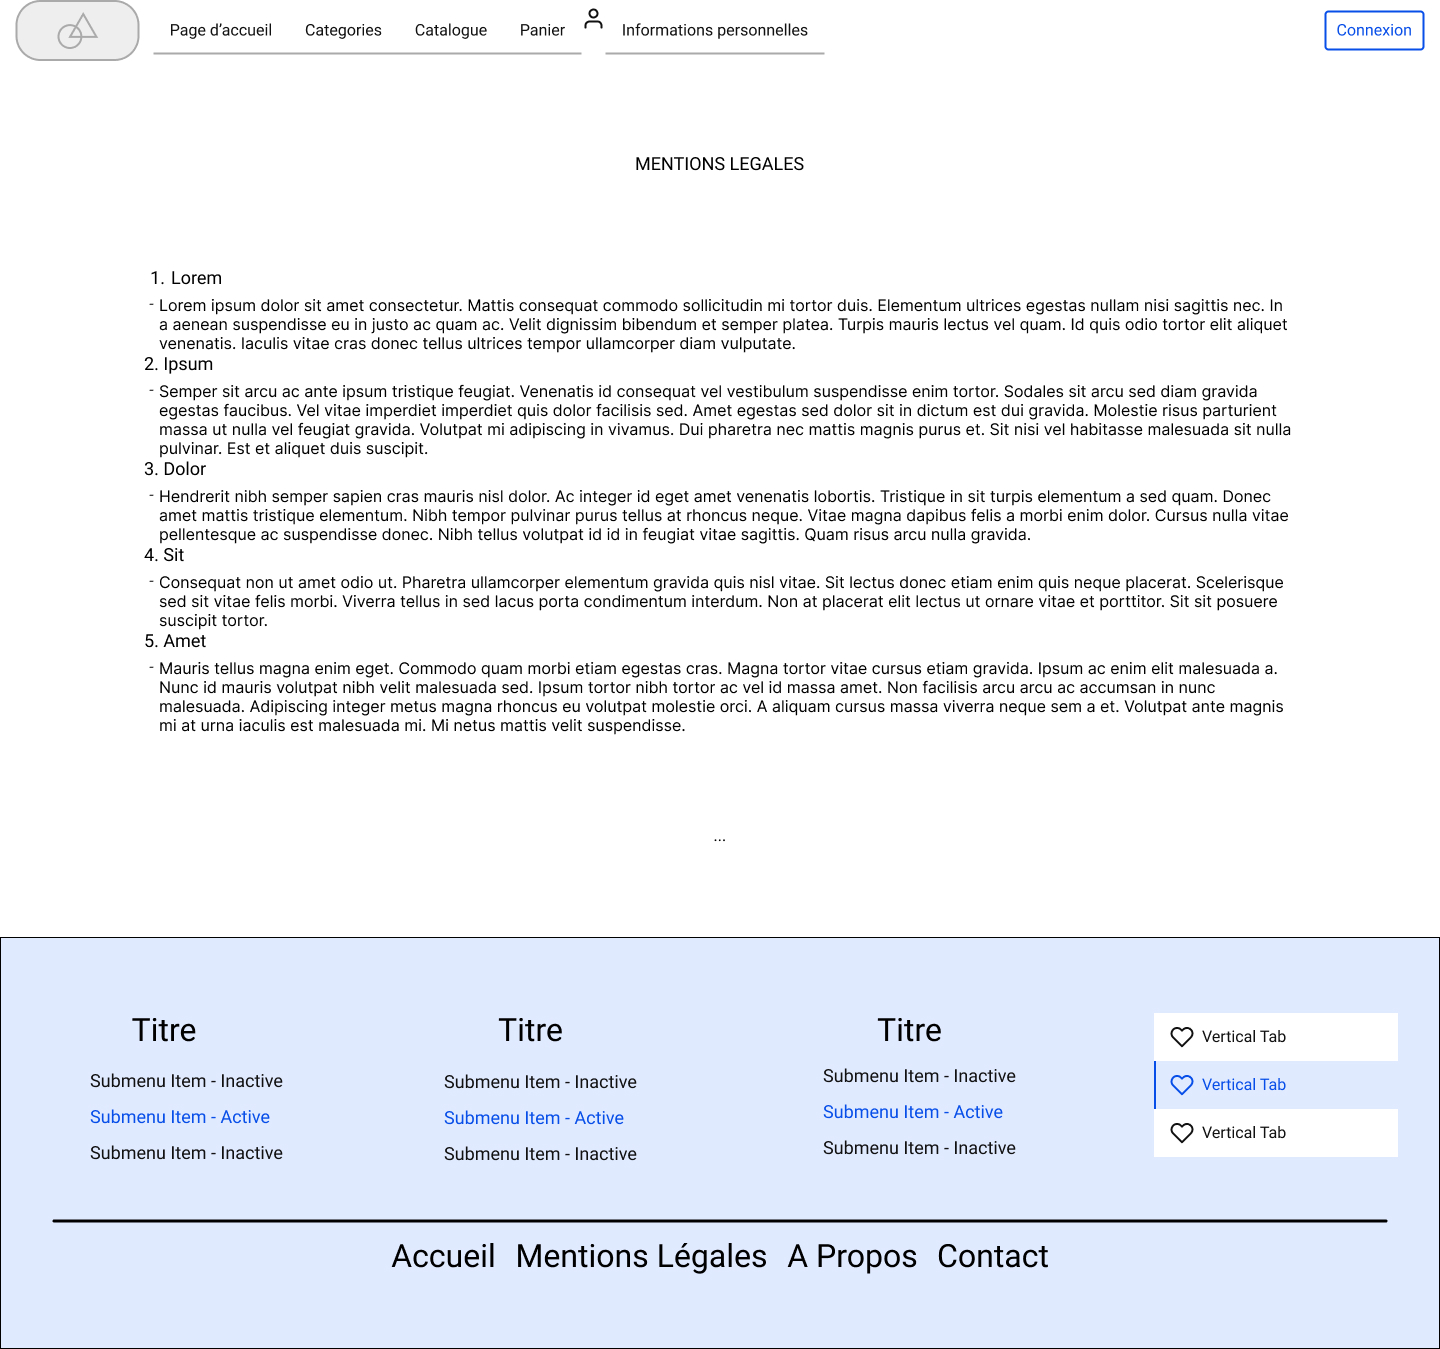 Page d’accueil Categories Catalogue Panier Informations personnelles Connexion
MENTIONS LEGALES
1. Lorem
- Lorem ipsum dolor sit amet consectetur. Mattis consequat commodo sollicitudin mi tortor duis. Elementum ultrices egestas nullam nisi sagittis nec. In
a aenean suspendisse eu in justo ac quam ac. Velit dignissim bibendum et semper platea. Turpis mauris lectus vel quam. Id quis odio tortor elit aliquet
venenatis. Iaculis vitae cras donec tellus ultrices tempor ullamcorper diam vulputate.
2. Ipsum
- Semper sit arcu ac ante ipsum tristique feugiat. Venenatis id consequat vel vestibulum suspendisse enim tortor. Sodales sit arcu sed diam gravida
egestas faucibus. Vel vitae imperdiet imperdiet quis dolor facilisis sed. Amet egestas sed dolor sit in dictum est dui gravida. Molestie risus parturient
massa ut nulla vel feugiat gravida. Volutpat mi adipiscing in vivamus. Dui pharetra nec mattis magnis purus et. Sit nisi vel habitasse malesuada sit nulla
pulvinar. Est et aliquet duis suscipit.
3. Dolor
- Hendrerit nibh semper sapien cras mauris nisl dolor. Ac integer id eget amet venenatis lobortis. Tristique in sit turpis elementum a sed quam. Donec
amet mattis tristique elementum. Nibh tempor pulvinar purus tellus at rhoncus neque. Vitae magna dapibus felis a morbi enim dolor. Cursus nulla vitae
pellentesque ac suspendisse donec. Nibh tellus volutpat id id in feugiat vitae sagittis. Quam risus arcu nulla gravida.
4. Sit
- Consequat non ut amet odio ut. Pharetra ullamcorper elementum gravida quis nisl vitae. Sit lectus donec etiam enim quis neque placerat. Scelerisque
sed sit vitae felis morbi. Viverra tellus in sed lacus porta condimentum interdum. Non at placerat elit lectus ut ornare vitae et porttitor. Sit sit posuere
suscipit tortor.
5. Amet
- Mauris tellus magna enim eget. Commodo quam morbi etiam egestas cras. Magna tortor vitae cursus etiam gravida. Ipsum ac enim elit malesuada a.
Nunc id mauris volutpat nibh velit malesuada sed. Ipsum tortor nibh tortor ac vel id massa amet. Non facilisis arcu arcu ac accumsan in nunc
malesuada. Adipiscing integer metus magna rhoncus eu volutpat molestie orci. A aliquam cursus massa viverra neque sem a et. Volutpat ante magnis
mi at urna iaculis est malesuada mi. Mi netus mattis velit suspendisse.
...
Titre
Submenu Item - Inactive
Submenu Item - Active
Submenu Item - Inactive
Titre
Submenu Item - Inactive
Submenu Item - Active
Submenu Item - Inactive
Titre
Submenu Item - Inactive
Submenu Item - Active
Submenu Item - Inactive
Vertical Tab
Vertical Tab
Vertical Tab
Accueil Mentions Légales A Propos Contact